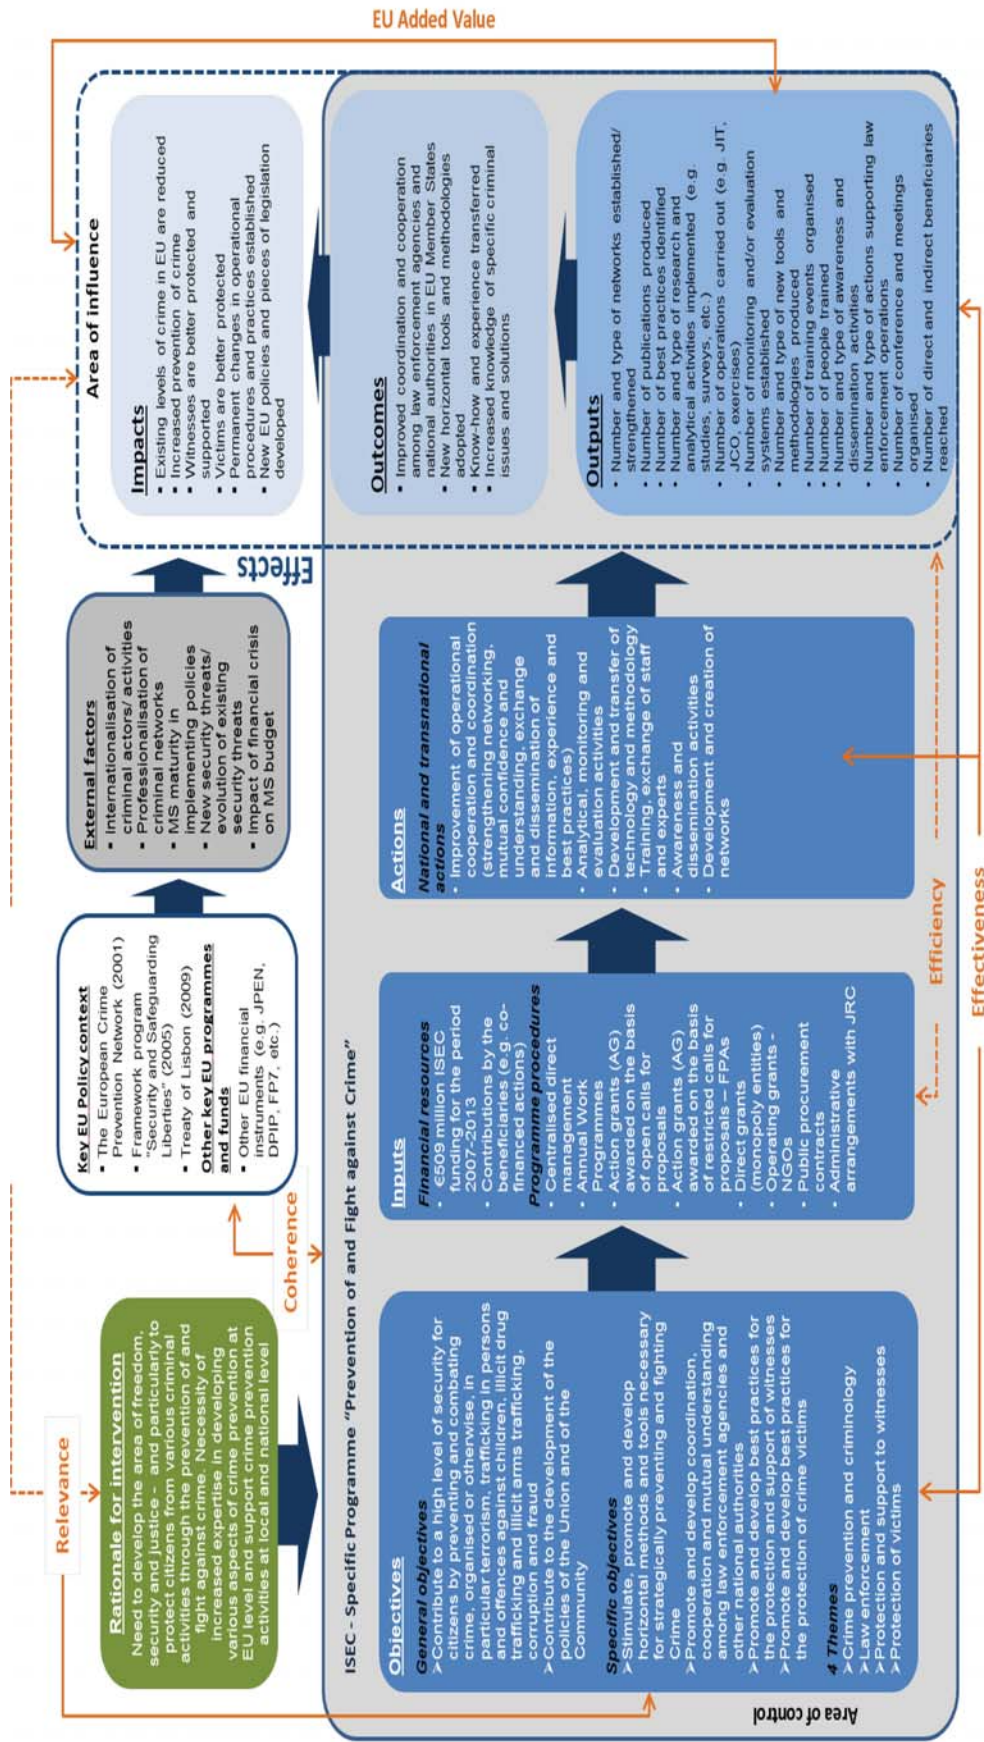 Relevance
Rationale for intervention
Need to develop the area of freedom,
security and justice - and particularly to
protect citizens from various criminal
activities through the prevention of and
fight against crime. Necessity of
increased expertise in developing
various aspects of crime prevention at
EU level and support crime prevention
activities at local and national level
Coherence
Key EU Policy context
• The European Crime
Prevention Network (2001)
• Framework program
"Security and Safeguarding
Liberties" (2005)
• Treaty of Lisbon (2009)
Other key EU programmes
and funds
• Other EU financial
instruments (e.g. JPEN,
DPIP, FP7, etc.)
External factors
• Internationalisation of
criminal actors/ activities
• Professionalisation of
criminal networks
• MS maturity in
implementing policies
• New security threats/
evolution of existing
security threats
• Impact of financial crisis
on MS budget
Effects
Area of influence
Impacts
• Existing levels of crime in EU are reduced
• Increased prevention of crime
• Witnesses are better protected and
supported
• Victims are better protected
• Permanent changes in operational
procedures and practices established
• New EU policies and pieces of legislation
developed
EU Added Value
ISEC - Specific Programme "Prevention of and Fight against Crime"
Objectives
General objectives
➢Contribute to a high level of security for
citizens by preventing and combating
crime, organised or otherwise, in
particular terrorism, trafficking in persons
and offences against children, illicit drug
trafficking and illicit arms trafficking,
corruption and fraud
➢Contribute to the development of the
policies of the Union and of the
Community
Specific objectives
➢Stimulate, promote and develop
horizontal methods and tools necessary
for strategically preventing and fighting
Crime
➢Promote and develop coordination,
cooperation and mutual understanding
among law enforcement agencies and
other national authorities
➢Promote and develop best practices for
the protection and support of witnesses
➢Promote and develop best practices for
the protection of crime victims
4 Themes
➢Crime prevention and criminology
➢Law enforcement
➢Protection and support to witnesses
➢Protection of victims
Area of control
Inputs
Financial resources
• €509 million ISEC
funding for the period
2007-2013
• Contributions by the
beneficiaries (e.g. co-
financed actions)
Programme procedures
• Centralised direct
management
• Annual Work
Programmes
• Action grants (AG)
awarded on the basis
of open calls for
proposals
• Action grants (AG)
awarded on the basis
of restricted calls for
proposals – FPAs
• Direct grants
(monopoly entities)
• Operating grants -
NGOs
• Public procurement
contracts
• Administrative
arrangements with JRC
Actions
National and transnational
actions
• Improvement of operational
cooperation and coordination
(strengthening networking,
mutual confidence and
understanding, exchange
and dissemination of
information, experience and
best practices)
• Analytical, monitoring and
evaluation activities
• Development and transfer of
technology and methodology
• Training, exchange of staff
and experts
• Awareness and
dissemination activities
• Development and creation of
networks
Outcomes
• Improved coordination and cooperation
among law enforcement agencies and
national authorities in EU Member States
• New horizontal tools and methodologies
adopted
• Know-how and experience transferred
• Increased knowledge of specific criminal
issues and solutions
Outputs
• Number and type of networks established/
strengthened
• Number of publications produced
• Number of best practices identified
• Number and type of research and
analytical activities implemented (e.g.
studies, surveys, etc.)
• Number of operations carried out (e.g. JIT,
JCO, exercises)
• Number of monitoring and/or evaluation
systems established
• Number and type of new tools and
methodologies produced
• Number of training events organised
• Number of people trained
• Number and type of awareness and
dissemination activities
• Number and type of actions supporting law
enforcement operations
• Number of conference and meetings
organised
• Number of direct and indirect beneficiaries
reached
Efficiency
Effectiveness